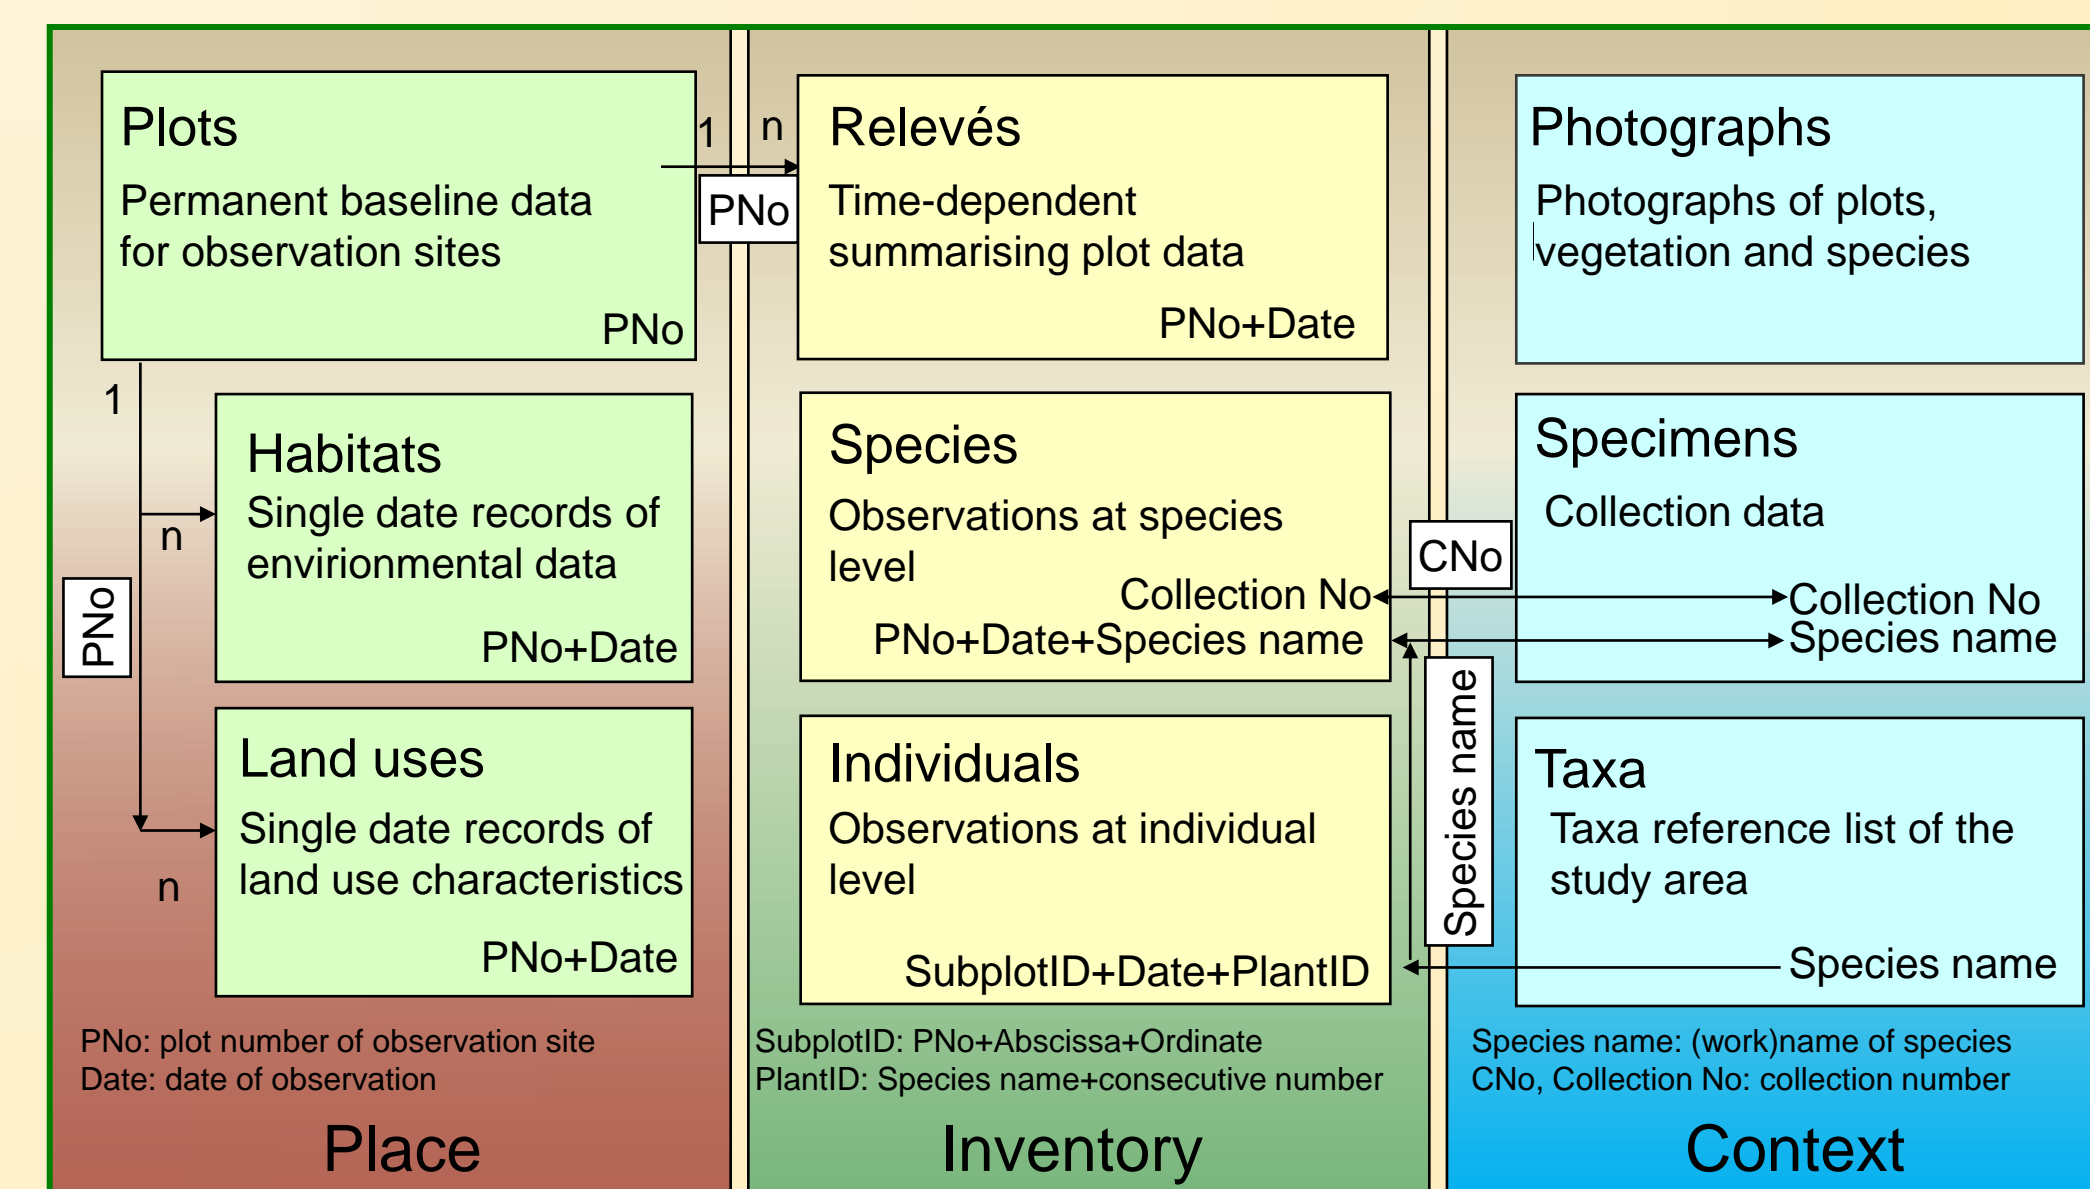 Plots
Permanent baseline data
for observation sites
PNo
1
n
PNo
1
n
n
PNo
Habitats
Single date records of
envirionmental data
PNo+Date
Land uses
Single date records of
land use characteristics
PNo+Date
PNo: plot number of observation site
Date: date of observation
Place
Relevés
Time-dependent
summarising plot data
PNo+Date
Species
Observations at species
level
Collection No
PNo+Date+Species name
Individuals
Observations at individual
level
SubplotID+Date+PlantID
SubplotID: PNo+Abscissa+Ordinate
PlantID: Species name+consecutive number
Inventory
CNo
Species name
Photographs
Photographs of plots,
vegetation and species
Specimens
Collection data
Collection No
Species name
Taxa
Taxa reference list of the
study area
Species name
Species name: (work)name of species
CNo, Collection No: collection number
Context